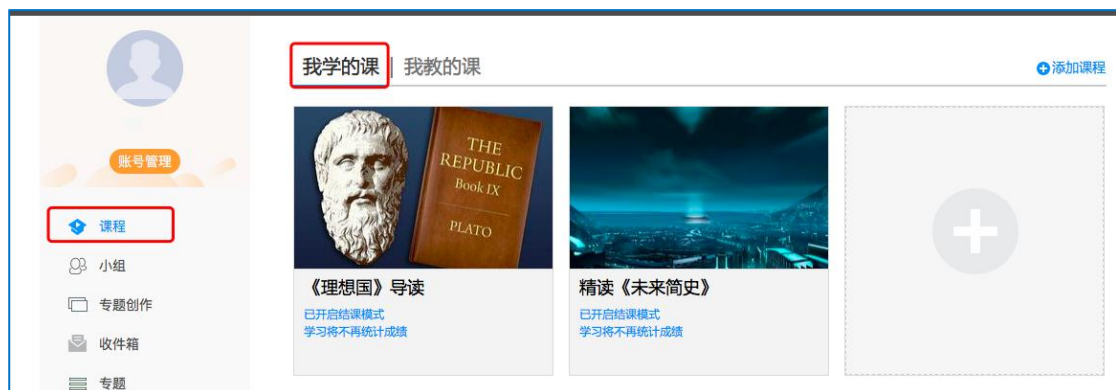 我学的课 | 我教的课
添加课程
账号管理
课程
小组
专题创作
收件箱
专题
THE
REPUBLIC
Book IX
PLATO
《理想国》导读
已开启结课模式
学习将不再统计成绩
精读《未来简史》
已开启结课模式
学习将不再统计成绩